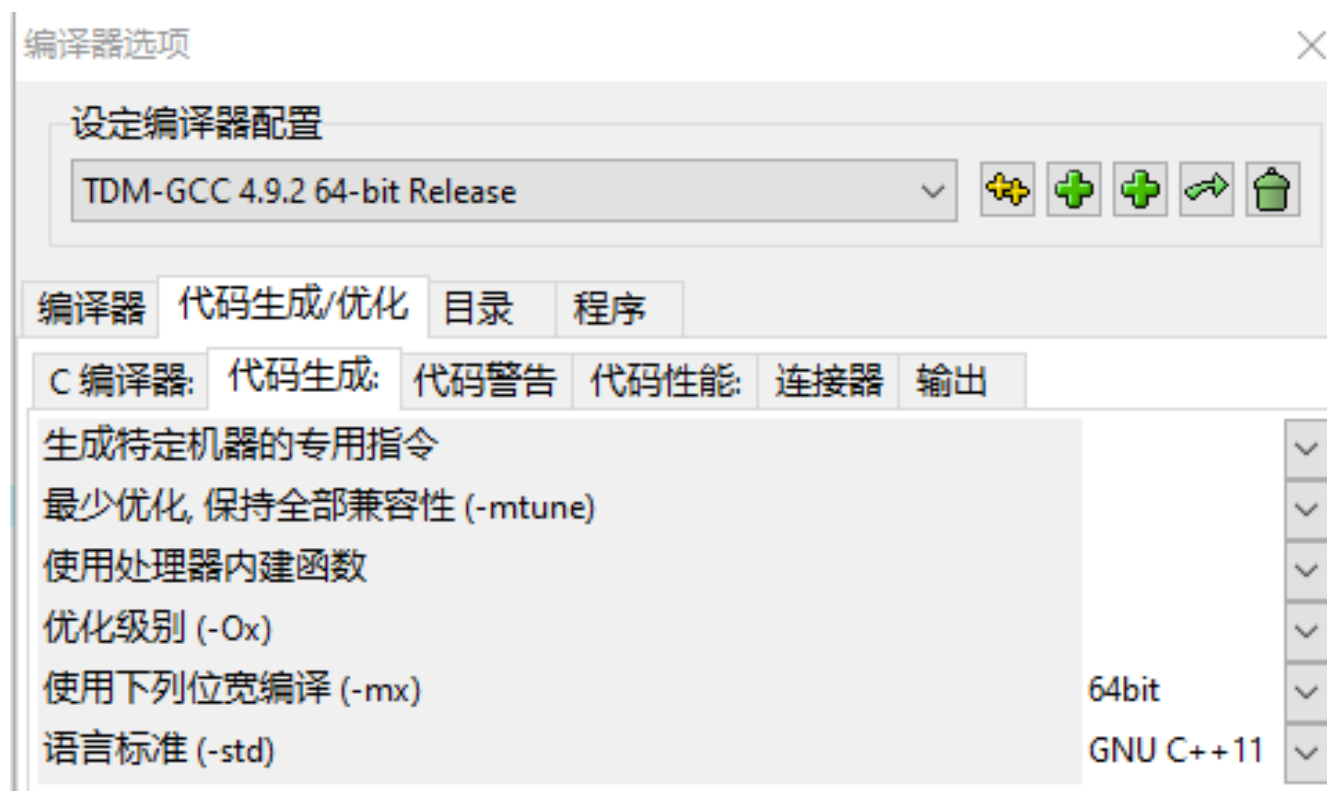 编译器选项
设定编译器配置
TDM-GCC 4.9.2 64-bit Release
编译器 代码生成/优化 目录 程序
C 编译器: 代码生成: 代码警告 代码性能: 连接器 输出
生成特定机器的专用指令
最少优化, 保持全部兼容性 (-mtune)
使用处理器内建函数
优化级别 (-Ox)
使用下列位宽编译 (-mx) 64bit
语言标准 (-std) GNU C++11